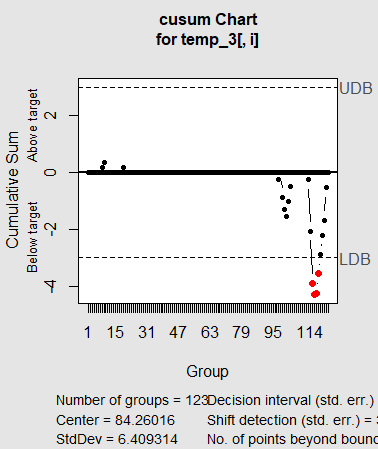 cusum Chart
for temp_3[, i]
UDB
LDB
Cumulative Sum
Above target
Below target
2
0
-2
-4
1 15 31 47 63 79 95 114
Group
Number of groups = 123
Decision interval (std. err.)
Center = 84.26016
Shift detection (std. err.) =
StdDev = 6.409314
No. of points beyond